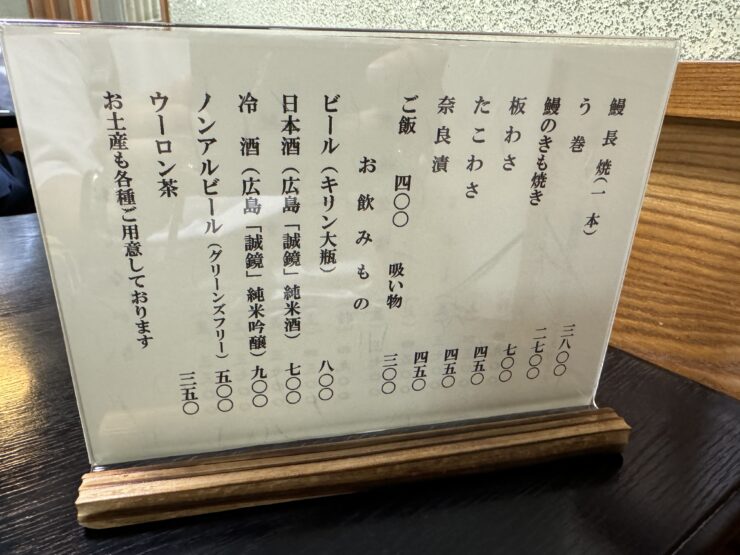 鰻長焼(一本) 三八〇〇
う巻 二七〇〇
鰻のきも焼き 七〇〇
板わさ 四五〇
たこわさ 四五〇
奈良漬 四五〇
ご飯 四〇〇 吸い物 三〇〇
お飲みもの
ビール(キリン大瓶) 八〇〇
日本酒(広島「誠鏡」純米酒) 七〇〇
冷酒(広島「誠鏡」純米吟醸) 九〇〇
ノンアルビール(グリーンズフリー) 五〇〇
ウーロン茶 三五〇
お土産も各種ご用意しております